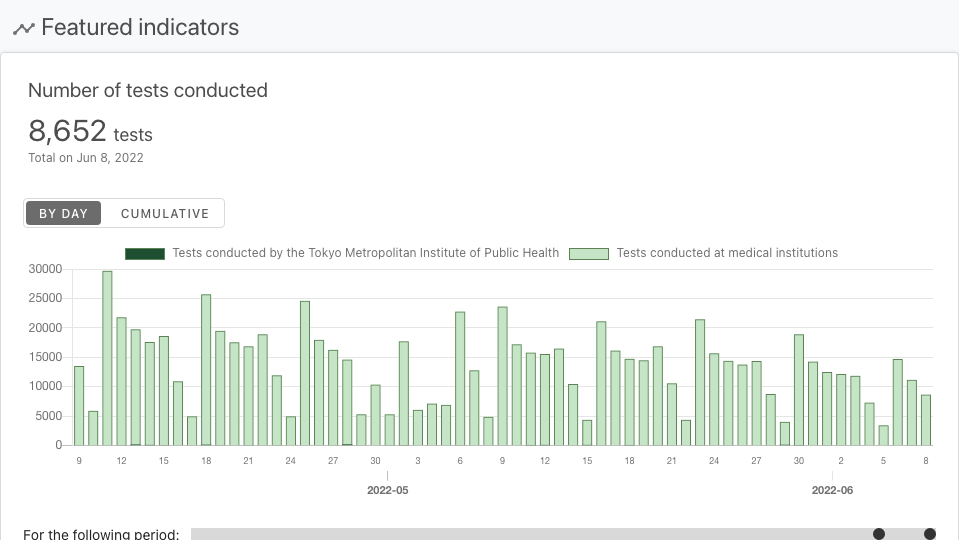 Featured indicators
Number of tests conducted
8,652 tests
Total on Jun 8, 2022
BY DAY CUMULATIVE
Tests conducted by the Tokyo Metropolitan Institute of Public Health Tests conducted at medical institutions
30000
25000
20000
15000
10000
5000
0
9 12 15 18 21 24 27 30 3 6 9 12 15 18 21 24 27 30 2 5 8
2022-05 2022-06
For the following period: